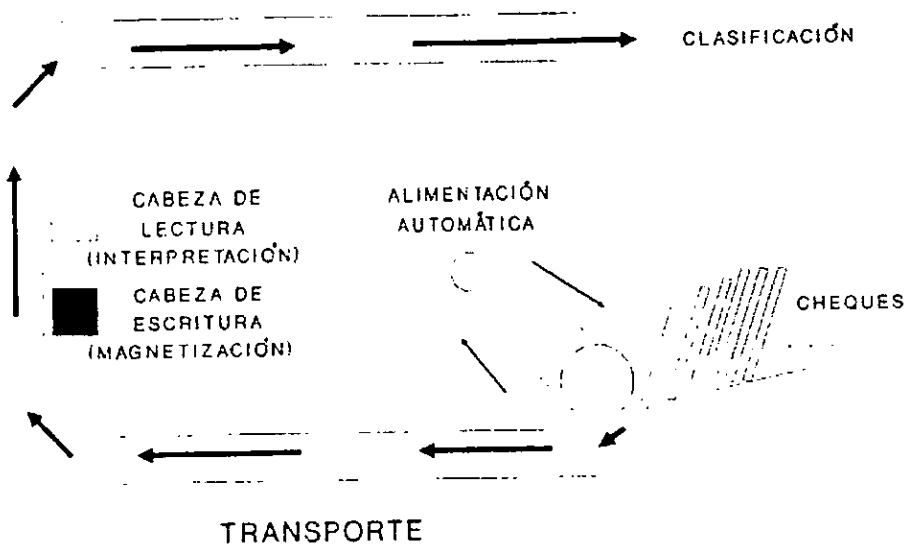 CLASIFICACIÓN
CABEZA DE
LECTURA
(INTERPRETACIÓN)
CABEZA DE
ESCRITURA
(MAGNETIZACIÓN)
ALIMENTACIÓN
AUTOMÁTICA
CHEQUES
TRANSPORTE